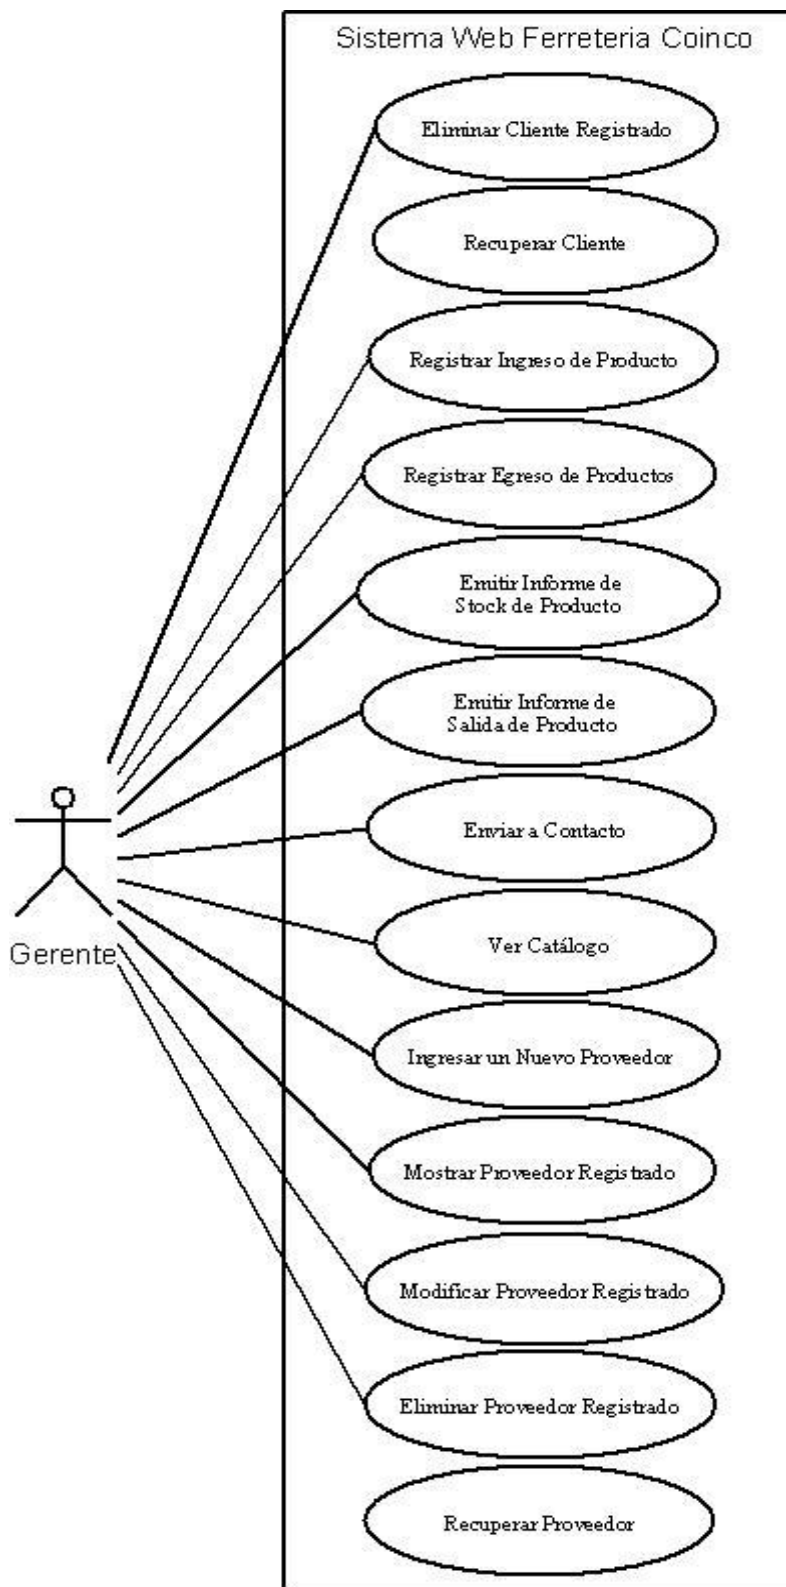 Sistema Web Ferreteria Coinco
Eliminar Cliente Registrado
Recuperar Cliente
Registrar Ingreso de Producto
Registrar Egreso de Productos
Emitir Informe de
Stock de Producto
Emitir Informe de
Salida de Producto
Enviar a Contacto
Ver Catálogo
Gerente
Ingresar un Nuevo Proveedor
Mostrar Proveedor Registrado
Modificar Proveedor Registrado
Eliminar Proveedor Registrado
Recuperar Proveedor